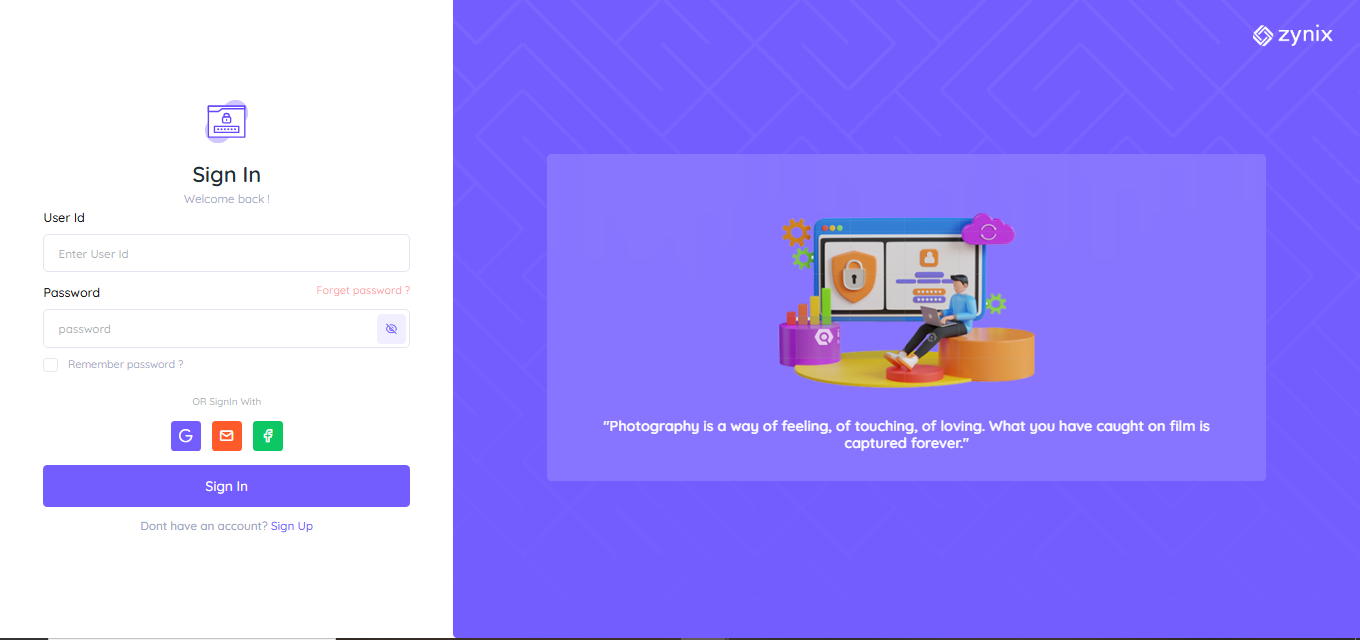 zynix
Sign In
Welcome back !
User Id
Enter User Id
Password
Forget password ?
password
Remember password ?
OR SignIn With
Sign In
Dont have an account? Sign Up
"Photography is a way of feeling, of touching, of loving. What you have caught on film is
captured forever."